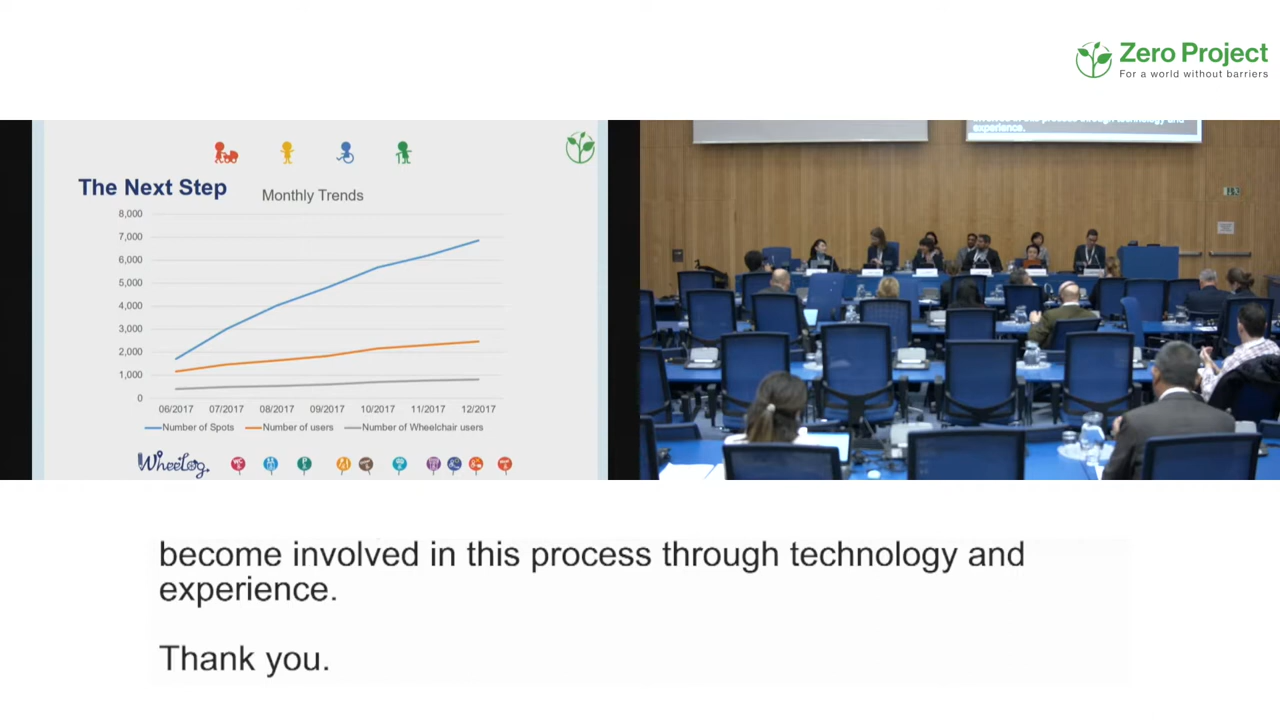 Zero Project
For a world without barriers
The Next Step
Monthly Trends
8,000
7,000
6,000
5,000
4,000
3,000
2,000
1,000
0
06/2017 07/2017 08/2017 09/2017 10/2017 11/2017 12/2017
Number of Spots Number of users Number of Wheelchair users
WheeLog.
experience.
become involved in this process through technology and
experience.
Thank you.